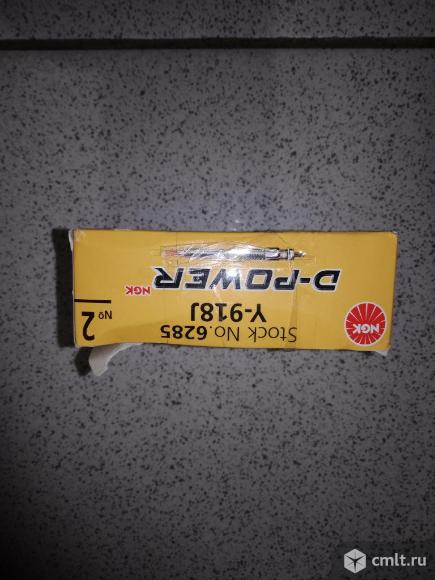 Stock No.6285
Y-918J
NGK
D-POWER
NGK
Nº
2
cmlt.ru